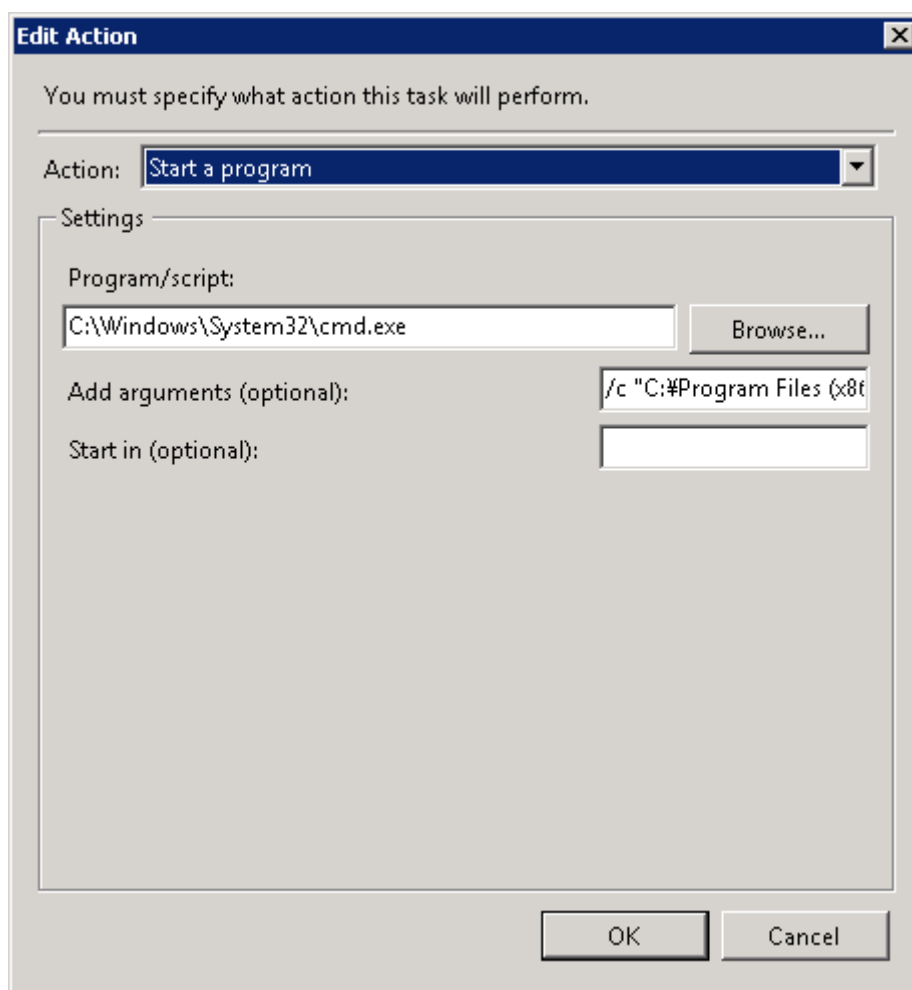 Edit Action
You must specify what action this task will perform.
Action: Start a program
Settings
Program/script:
C:\Windows\System32\cmd.exe Browse...
Add arguments (optional): /c "C:¥Program Files (x86
Start in (optional):
OK Cancel